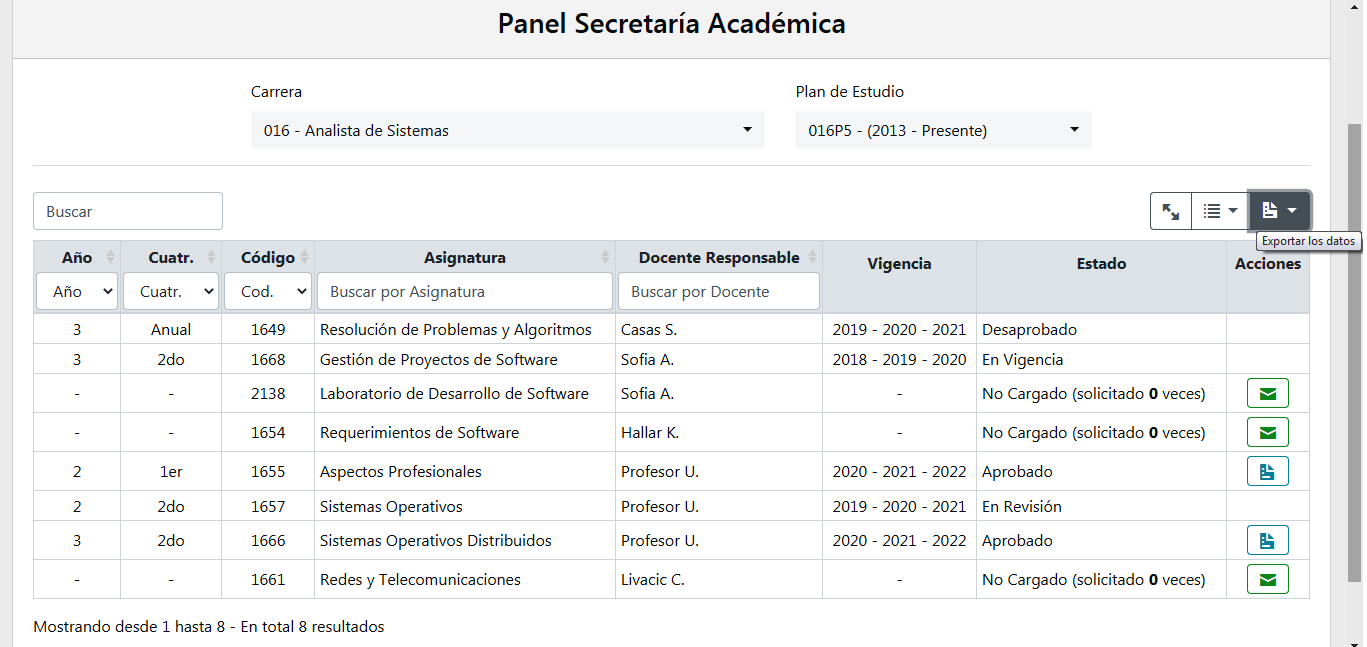 Panel Secretaría Académica
Carrera Plan de Estudio
016 - Analista de Sistemas 016P5 - (2013 - Presente)
Buscar
Exportar los datos
Año Cuatr. Código Asignatura Docente Responsable Vigencia Estado Acciones
Año Cuatr. Cod. Buscar por Asignatura Buscar por Docente
3 Anual 1649 Resolución de Problemas y Algoritmos Casas S. 2019 - 2020 - 2021 Desaprobado
3 2do 1668 Gestión de Proyectos de Software Sofia A. 2018 - 2019 - 2020 En Vigencia
- - 2138 Laboratorio de Desarrollo de Software Sofia A. - No Cargado (solicitado 0 veces)
- - 1654 Requerimientos de Software Hallar K. - No Cargado (solicitado 0 veces)
2 1er 1655 Aspectos Profesionales Profesor U. 2020 - 2021 - 2022 Aprobado
2 2do 1657 Sistemas Operativos Profesor U. 2019 - 2020 - 2021 En Revisión
3 2do 1666 Sistemas Operativos Distribuidos Profesor U. 2020 - 2021 - 2022 Aprobado
- - 1661 Redes y Telecomunicaciones Livacic C. - No Cargado (solicitado 0 veces)
Mostrando desde 1 hasta 8 - En total 8 resultados